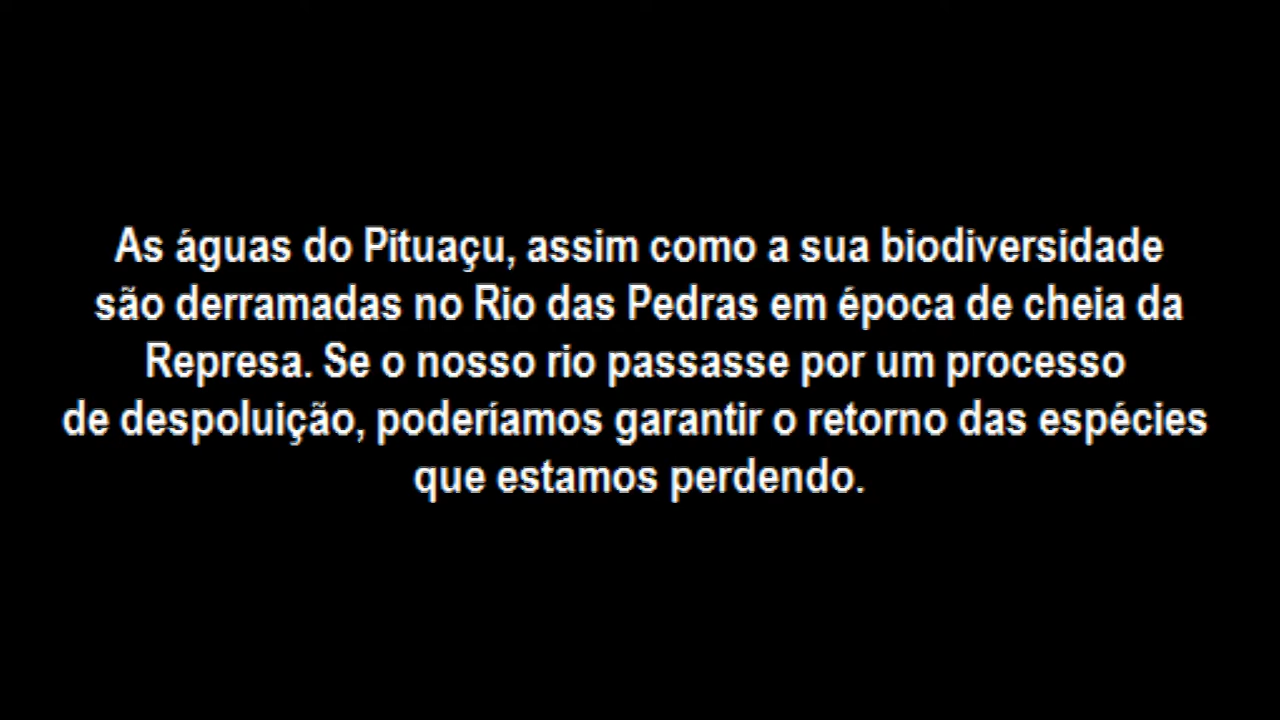 As águas do Pituaçu, assim como a sua biodiversidade
são derramadas no Rio das Pedras em época de cheia da
Represa. Se o nosso rio passasse por um processo
de despoluição, poderíamos garantir o retorno das espécies
que estamos perdendo.